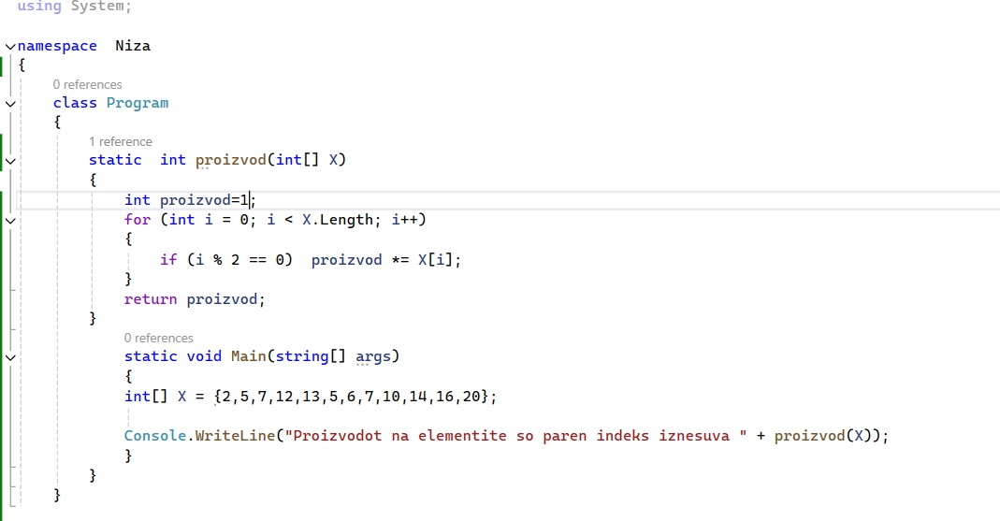 using System;
namespace  Niza
{
0 references
class Program
{
1 reference
static  int proizvod(int[] X)
{
int proizvod=1;
for (int i = 0; i < X.Length; i++)
{
if (i % 2 == 0)  proizvod *= X[i];
}
return proizvod;
}
0 references
static void Main(string[] args)
{
int[] X = {2,5,7,12,13,5,6,7,10,14,16,20};
Console.WriteLine("Proizvodot na elementite so paren indeks iznesuva " + proizvod(X));
}
}
}